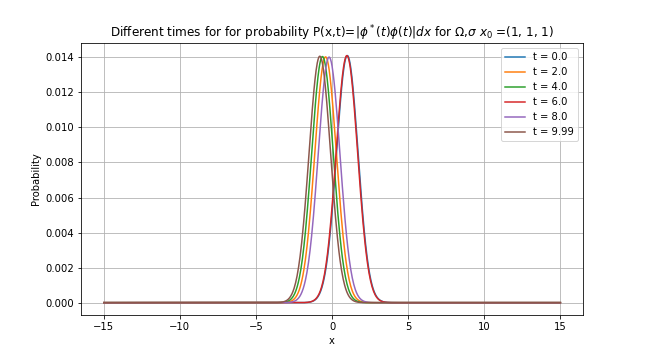 Different times for for probability P(x,t)=|ϕ*(t)ϕ(t)|dx for Ω,σ x₀ =(1, 1, 1)
t = 0.0
t = 2.0
t = 4.0
t = 6.0
t = 8.0
t = 9.99
Probability
0.014
0.012
0.010
0.008
0.006
0.004
0.002
0.000
−15 −10 −5 0 5 10 15
x